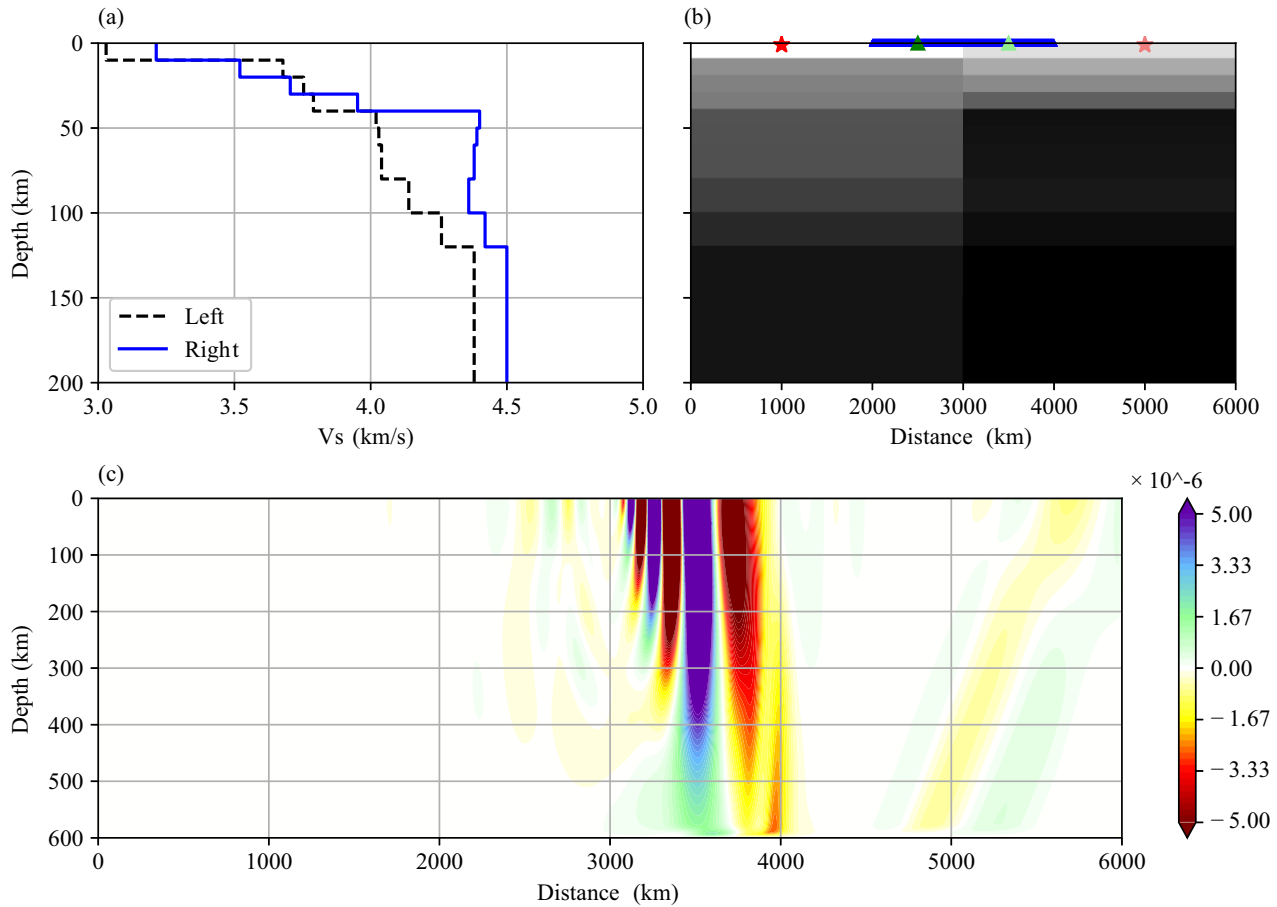 (a)
(b)
0
50
100
150
200
Depth (km)
Left
Right
3.0 3.5 4.0 4.5 5.0
Vs (km/s)
0 1000 2000 3000 4000 5000 6000
Distance (km)
(c)
× 10^-6
0
100
200
300
400
500
600
Depth (km)
0 1000 2000 3000 4000 5000 6000
Distance (km)
5.00
3.33
1.67
0.00
−1.67
−3.33
−5.00